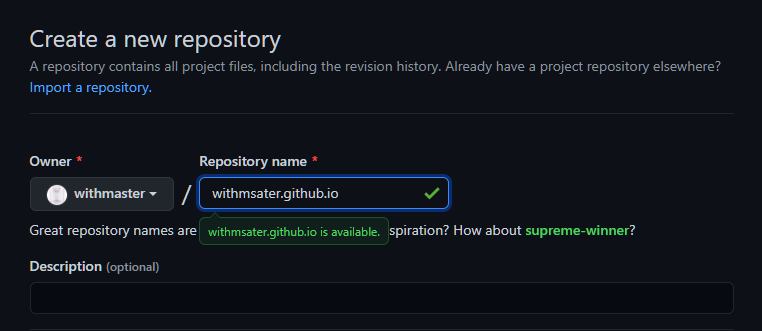 Create a new repository
A repository contains all project files, including the revision history. Already have a project repository elsewhere?
Import a repository.
Owner * Repository name *
withmaster / withmsater.github.io
withmsater.github.io is available.
Great repository names are spiration? How about supreme-winner?
Description (optional)